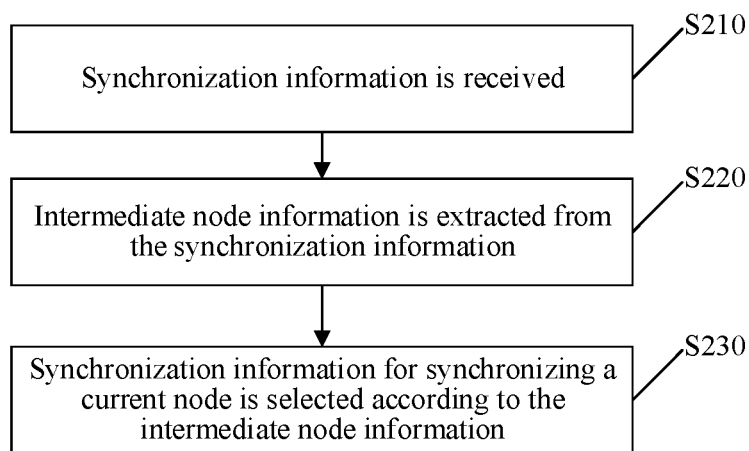 S210
Synchronization information is received
S220
Intermediate node information is extracted from
the synchronization information
S230
Synchronization information for synchronizing a
current node is selected according to the
intermediate node information